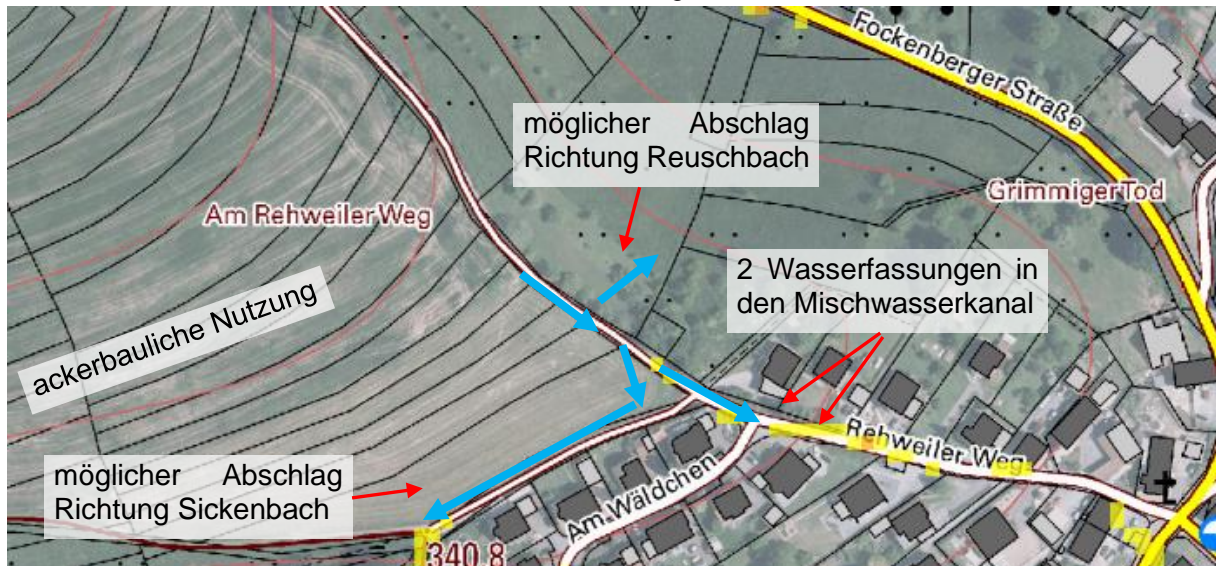 Fockenberger Straße
möglicher Abschlag
Richtung Reuschbach
Grimmiger Tod
Am Rehweiler Weg
2 Wasserfassungen in
den Mischwasserkanal
ackerbauliche Nutzung
Rehweiler Weg
möglicher Abschlag
Richtung Sickenbach
Am Wäldchen
340.8